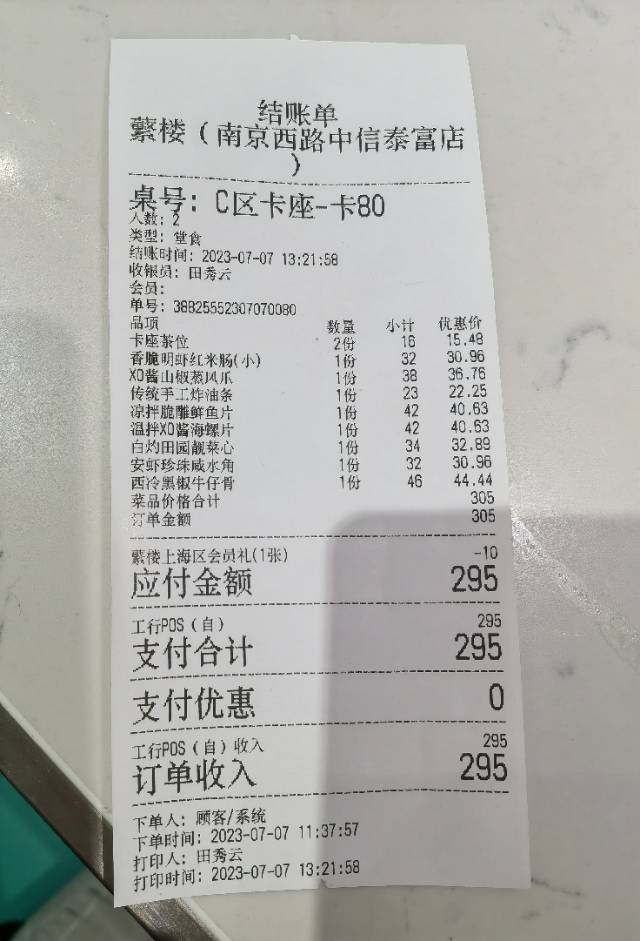 结账单
蘩楼（南京西路中信泰富店
）
桌号: C区卡座-卡80
人数: 2
类型: 堂食
结账时间: 2023-07-07 13:21:58
收银员: 田秀云
会员:
单号: 38825552307070080
品项 数量 小计 优惠价
卡座茶位 2份 16 15.48
香脆明虾红米肠(小) 1份 32 30.96
XO酱山椒蒸凤爪 1份 38 36.76
传统手工炸油条 1份 23 22.25
凉拌脆雕鲜鱼片 1份 42 40.63
温拌XO酱海螺片 1份 42 40.63
白灼田园靓菜心 1份 34 32.89
安虾珍珠咸水角 1份 32 30.96
西冷黑椒牛仔骨 1份 46 44.44
菜品价格合计 305
订单金额 305
蘩楼上海区会员礼(1张) -10
应付金额 295
工行POS（自） 295
支付合计 295
支付优惠 0
工行POS（自）收入 295
订单收入 295
下单人: 顾客/系统
下单时间: 2023-07-07 11:37:57
打印人: 田秀云
打印时间: 2023-07-07 13:21:58